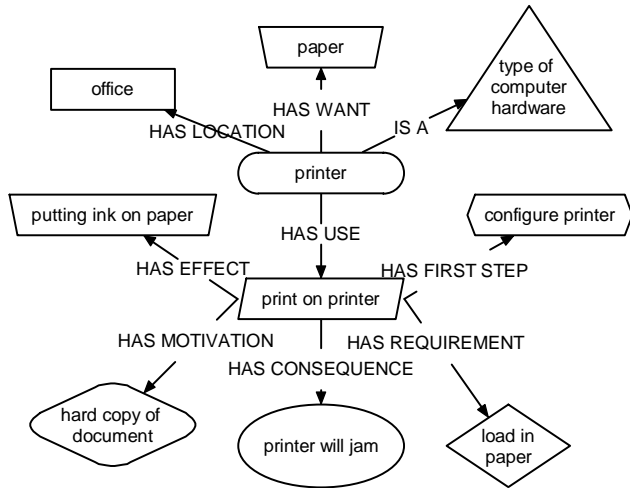 paper
type of
computer
hardware
office
HAS WANT
HAS LOCATION
IS A
printer
putting ink on paper
configure printer
HAS USE
HAS EFFECT
HAS FIRST STEP
print on printer
HAS MOTIVATION
HAS REQUIREMENT
HAS CONSEQUENCE
hard copy of
document
printer will jam
load in
paper